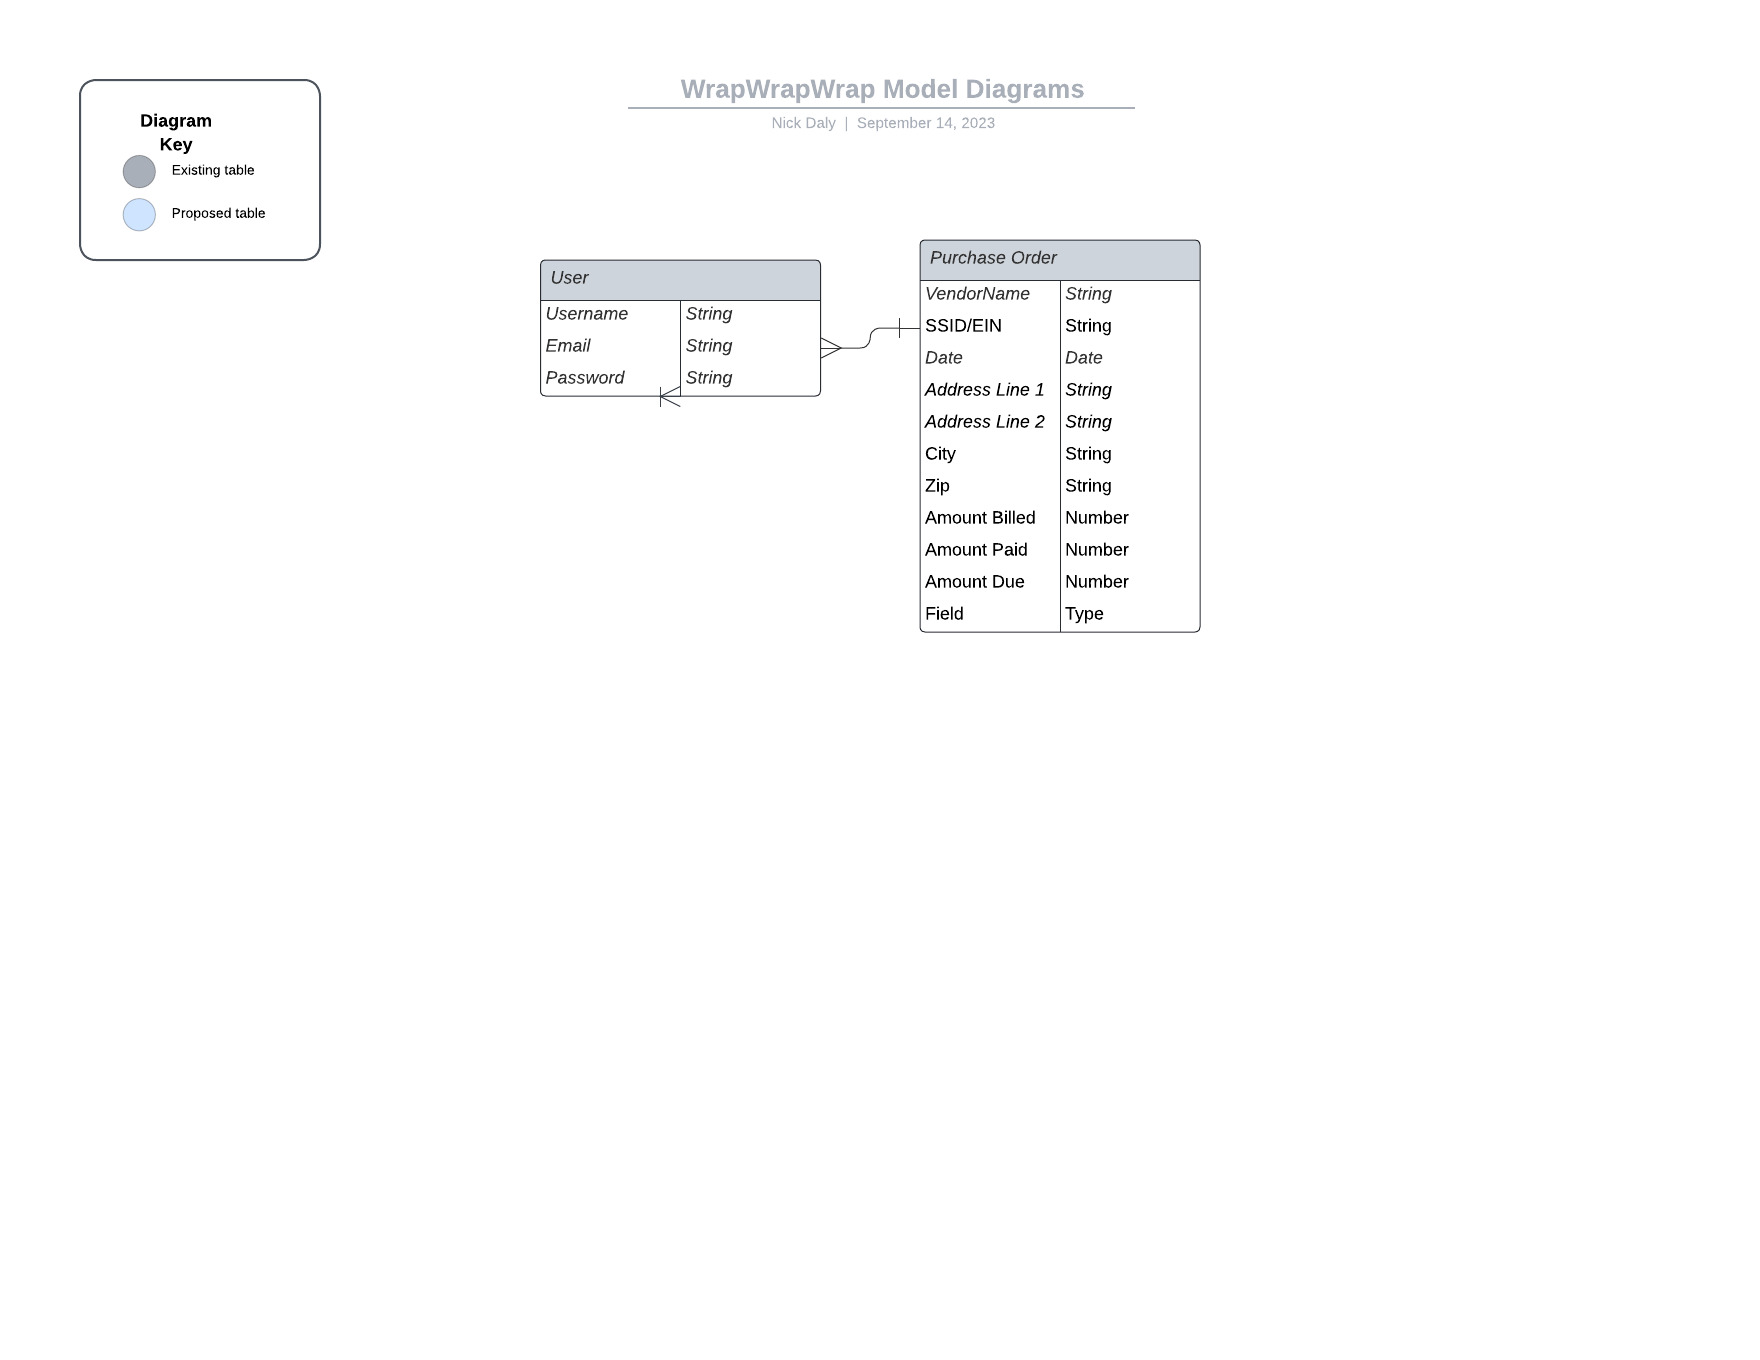 WrapWrapWrap Model Diagrams
Nick Daly | September 14, 2023
Diagram
Key
Existing table
Proposed table
User
Username String
Email String
Password String
Purchase Order
VendorName String
SSID/EIN String
Date Date
Address Line 1 String
Address Line 2 String
City String
Zip String
Amount Billed Number
Amount Paid Number
Amount Due Number
Field Type